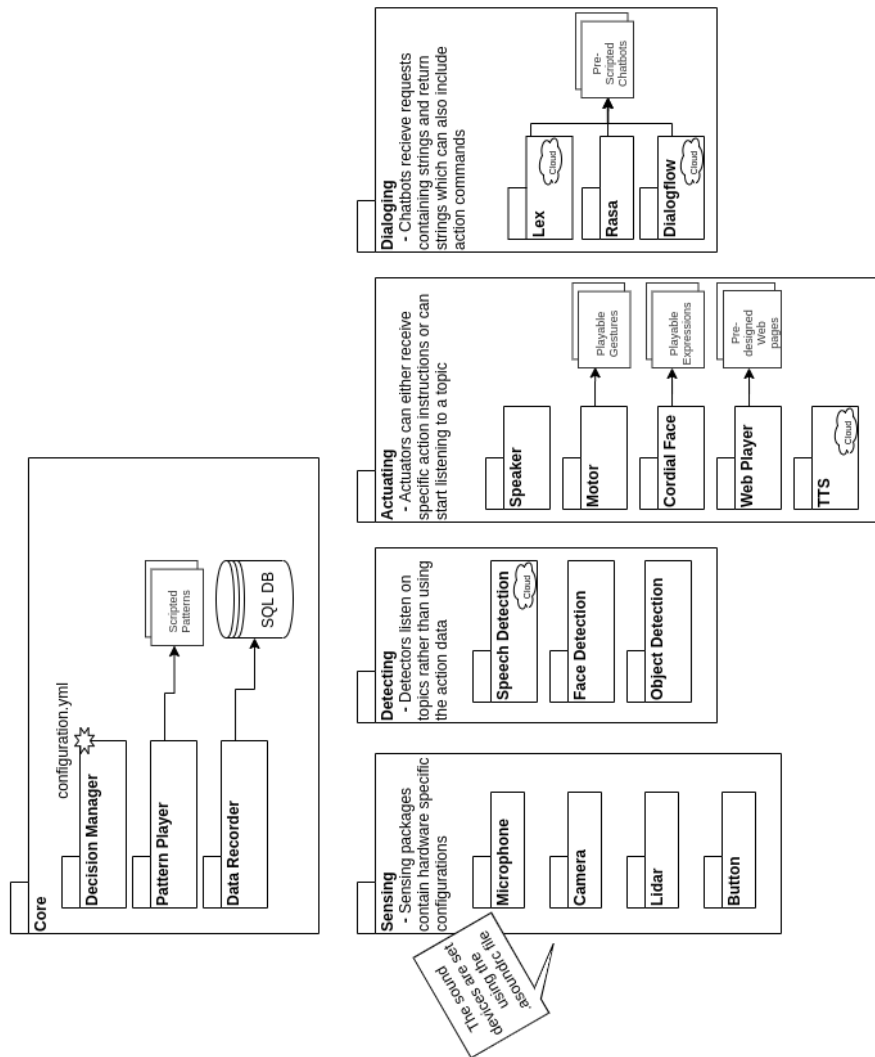 Core
configuration.yml
Decision Manager
Pattern Player
Scripted
Patterns
Data Recorder
SQL DB
The sound
devices are set
using the
.asoundrc file
Sensing
- Sensing packages
contain hardware specific
configurations
Microphone
Camera
Lidar
Button
Detecting
- Detectors listen on
topics rather than using
the action data
Speech Detection
Cloud
Face Detection
Object Detection
Actuating
- Actuators can either receive
specific action instructions or can
start listening to a topic
Speaker
Motor
Playable
Gestures
Cordial Face
Playable
Expressions
Web Player
Pre-
designed
Web
pages
TTS
Cloud
Dialoging
- Chatbots recieve requests
containing strings and return
strings which can also include
action commands
Lex
Cloud
Rasa
Dialogflow
Cloud
Pre-
Scripted
Chatbots